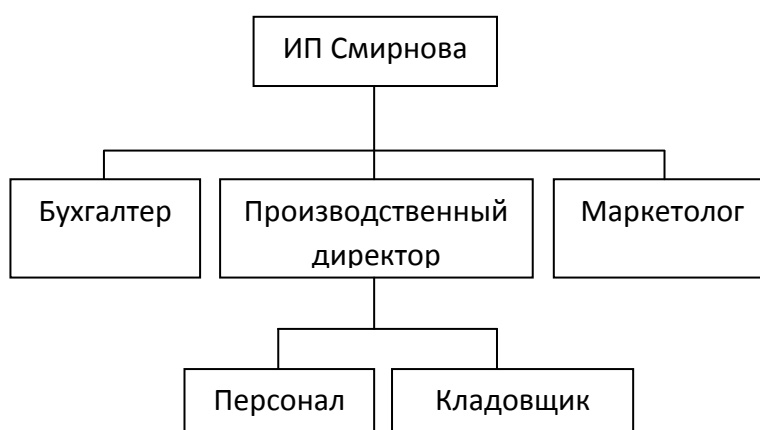 ИП Смирнова
Бухгалтер
Производственный
директор
Маркетолог
Персонал
Кладовщик